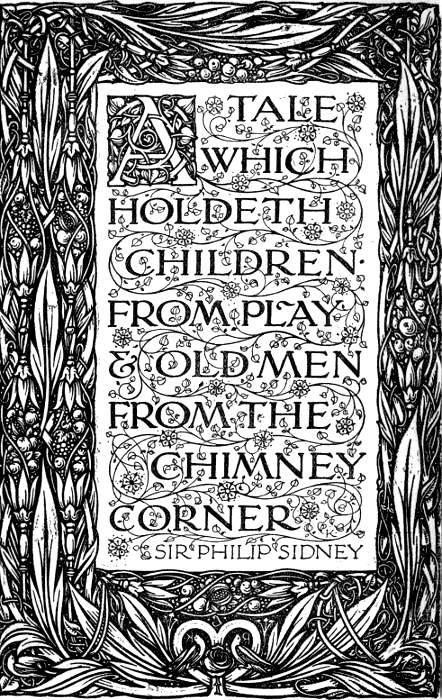 A TALE
WHICH
HOLDETH
CHILDREN
FROM PLAY
& OLD MEN
FROM THE
CHIMNEY
CORNER
SIR PHILIP SIDNEY